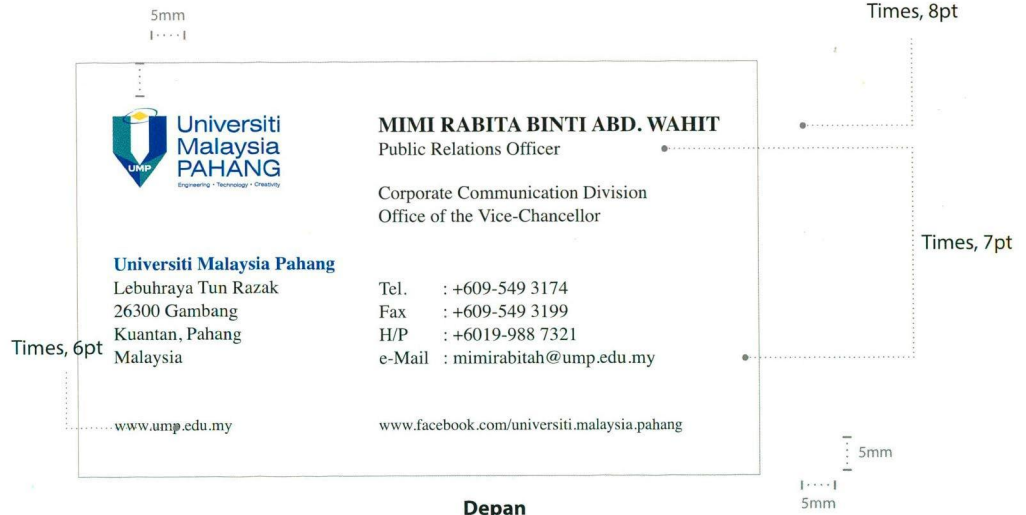 5mm
Times, 8pt
Universiti
Malaysia
PAHANG
Engineering • Technology • Creativity
UMP
MIMI RABITA BINTI ABD. WAHIT
Public Relations Officer
Corporate Communication Division
Office of the Vice-Chancellor
Times, 7pt
Universiti Malaysia Pahang
Lebuhraya Tun Razak
26300 Gambang
Kuantan, Pahang
Malaysia
Tel. : +609-549 3174
Fax : +609-549 3199
H/P : +6019-988 7321
e-Mail : mimirabitah@ump.edu.my
Times, 6pt
www.ump.edu.my
www.facebook.com/universiti.malaysia.pahang
5mm
5mm
Depan